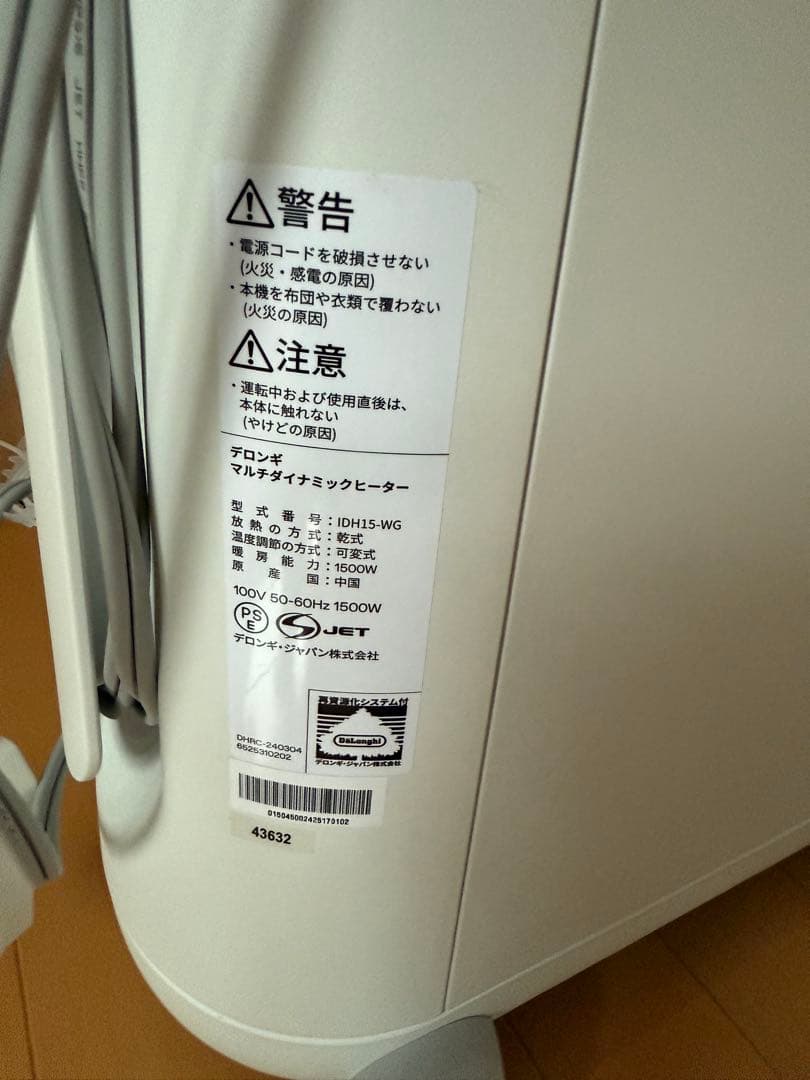 警告
・電源コードを破損させない
(火災・感電の原因)
・本機を布団や衣類で覆わない
(火災の原因)
注意
・運転中および使用直後は、
本体に触れない
(やけどの原因)
デロンギ
マルチダイナミックヒーター
型式番号：IDH15-WG
放熱の方式：乾式
温度調節の方式：可変式
暖房能力：1500W
原産国：中国
100V 50-60Hz 1500W
PS
E
JET
デロンギ・ジャパン株式会社
再資源化システム付
DeLonghi
デロンギ・ジャパン株式会社
DHRC-240304
6525310202
43632